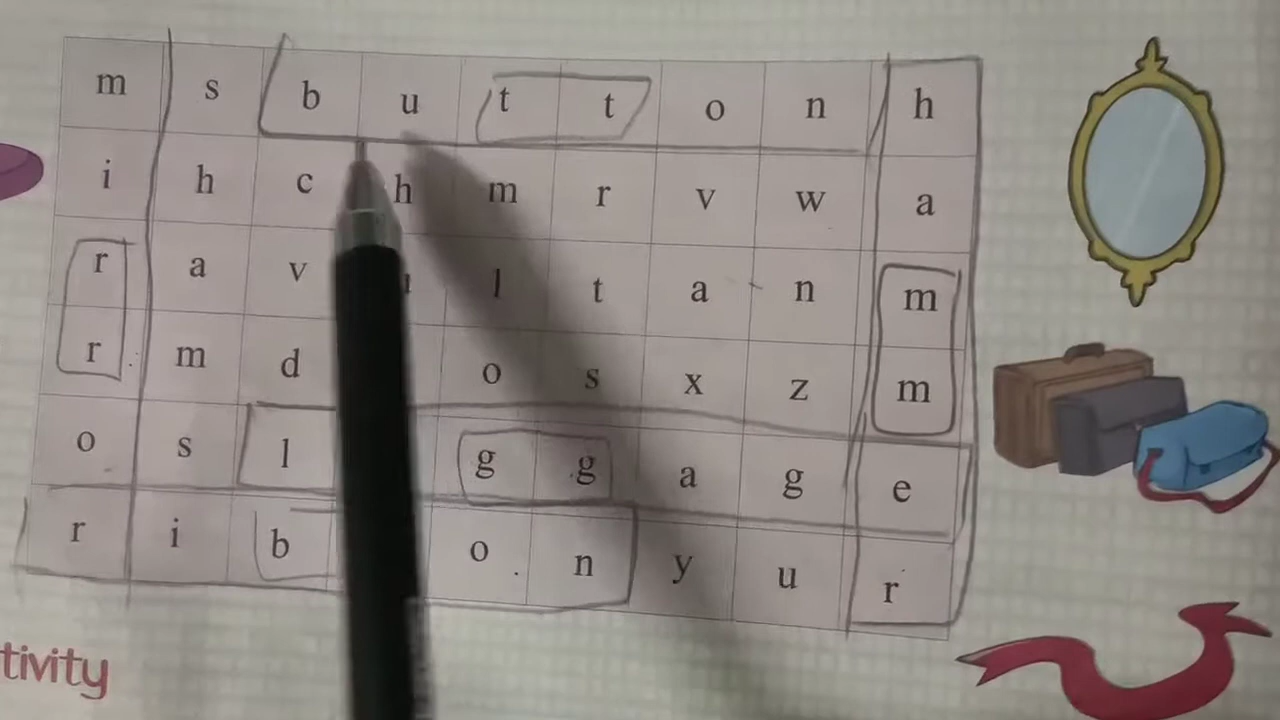 m s b u t t o n h
i h c h m r v w a
r a v l t a n m
r m d o s x z m
o s l g g a g e
r i b o n y u r
tivity